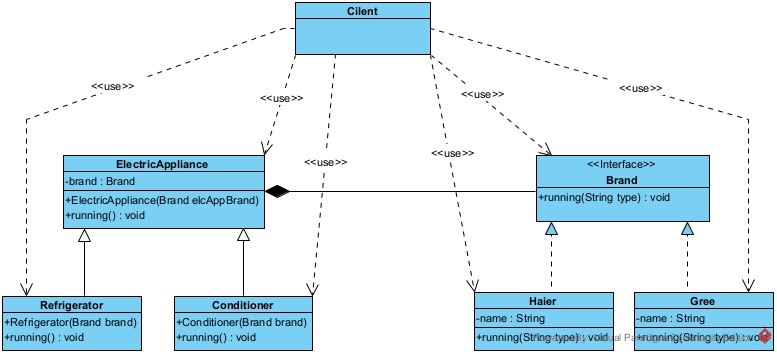 Cilent
<<use>>
<<use>>
<<use>>
<<use>>
<<use>>
<<use>>
ElectricAppliance
-brand : Brand
+ElectricAppliance(Brand elcAppBrand)
+running() : void
<<Interface>>
Brand
+running(String type) : void
Refrigerator
+Refrigerator(Brand brand)
+running() : void
Conditioner
+Conditioner(Brand brand)
+running() : void
Haier
-name : String
+running(String type) : void
Gree
-name : String
+running(String type) : void